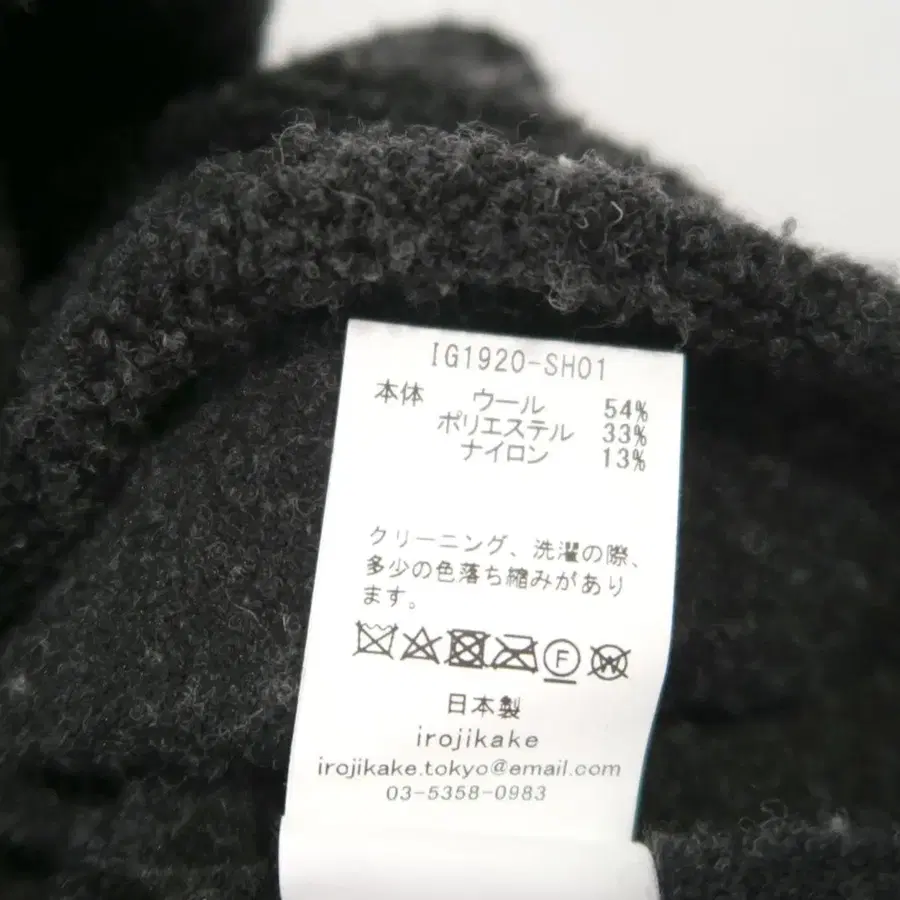 IG1920-SH01
本体 ウール 54%
ポリエステル 33%
ナイロン 13%
クリーニング、洗濯の際、
多少の色落ち縮みがあり
ます。
F W
日本製
irojikake
irojikake.tokyo@email.com
03-5358-0983